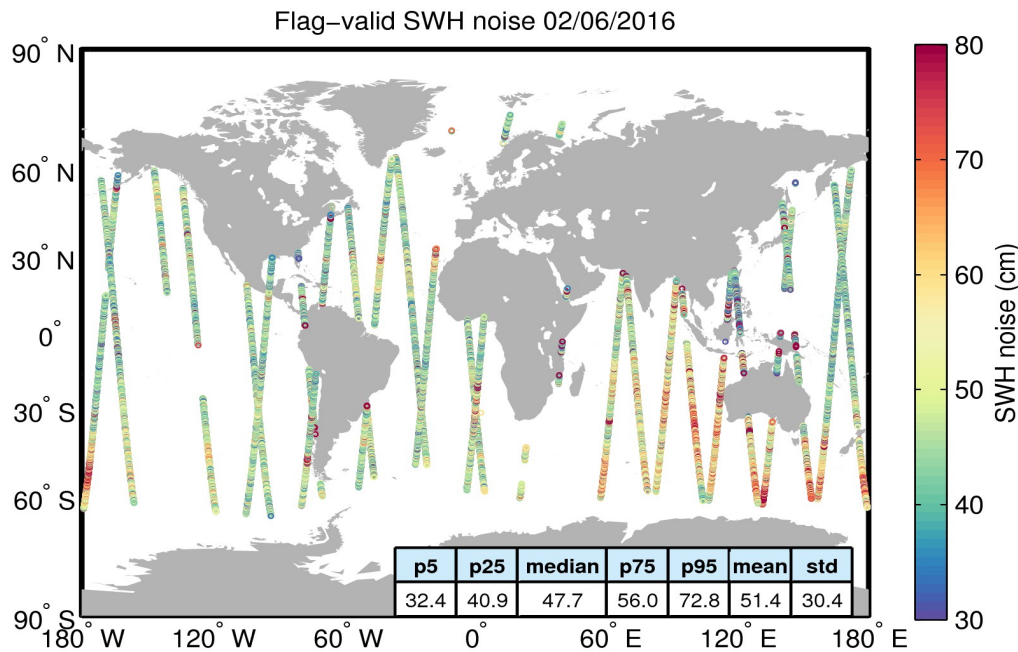 Flag−valid SWH noise 02/06/2016
90° N
60° N
30° N
0°
30° S
60° S
90° S
180° W
120° W
60° W
0°
60° E
120° E
180° E
p5 p25 median p75 p95 mean std
32.4 40.9 47.7 56.0 72.8 51.4 30.4
80
70
60
50
40
30
SWH noise (cm)